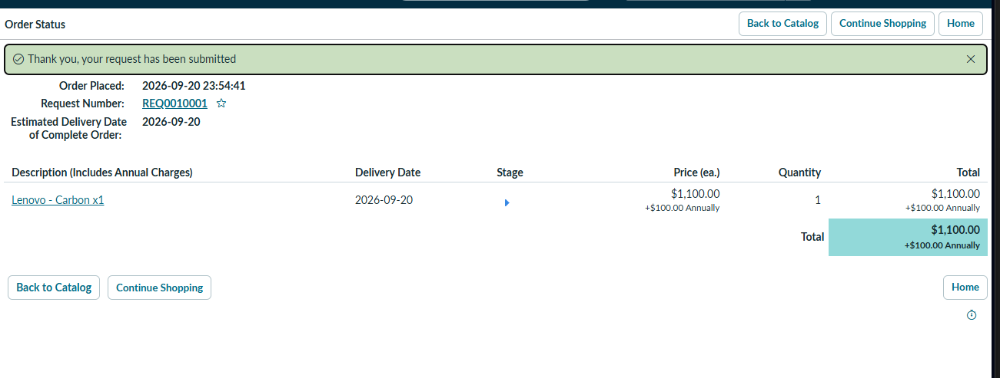 Order Status
Back to Catalog
Continue Shopping
Home
Thank you, your request has been submitted
Order Placed: 2026-09-20 23:54:41
Request Number: REQ0010001
Estimated Delivery Date 2026-09-20
of Complete Order:
Description (Includes Annual Charges) Delivery Date Stage Price (ea.) Quantity Total
Lenovo - Carbon x1 2026-09-20 $1,100.00 1 $1,100.00
+$100.00 Annually +$100.00 Annually
Total $1,100.00
+$100.00 Annually
Back to Catalog
Continue Shopping
Home